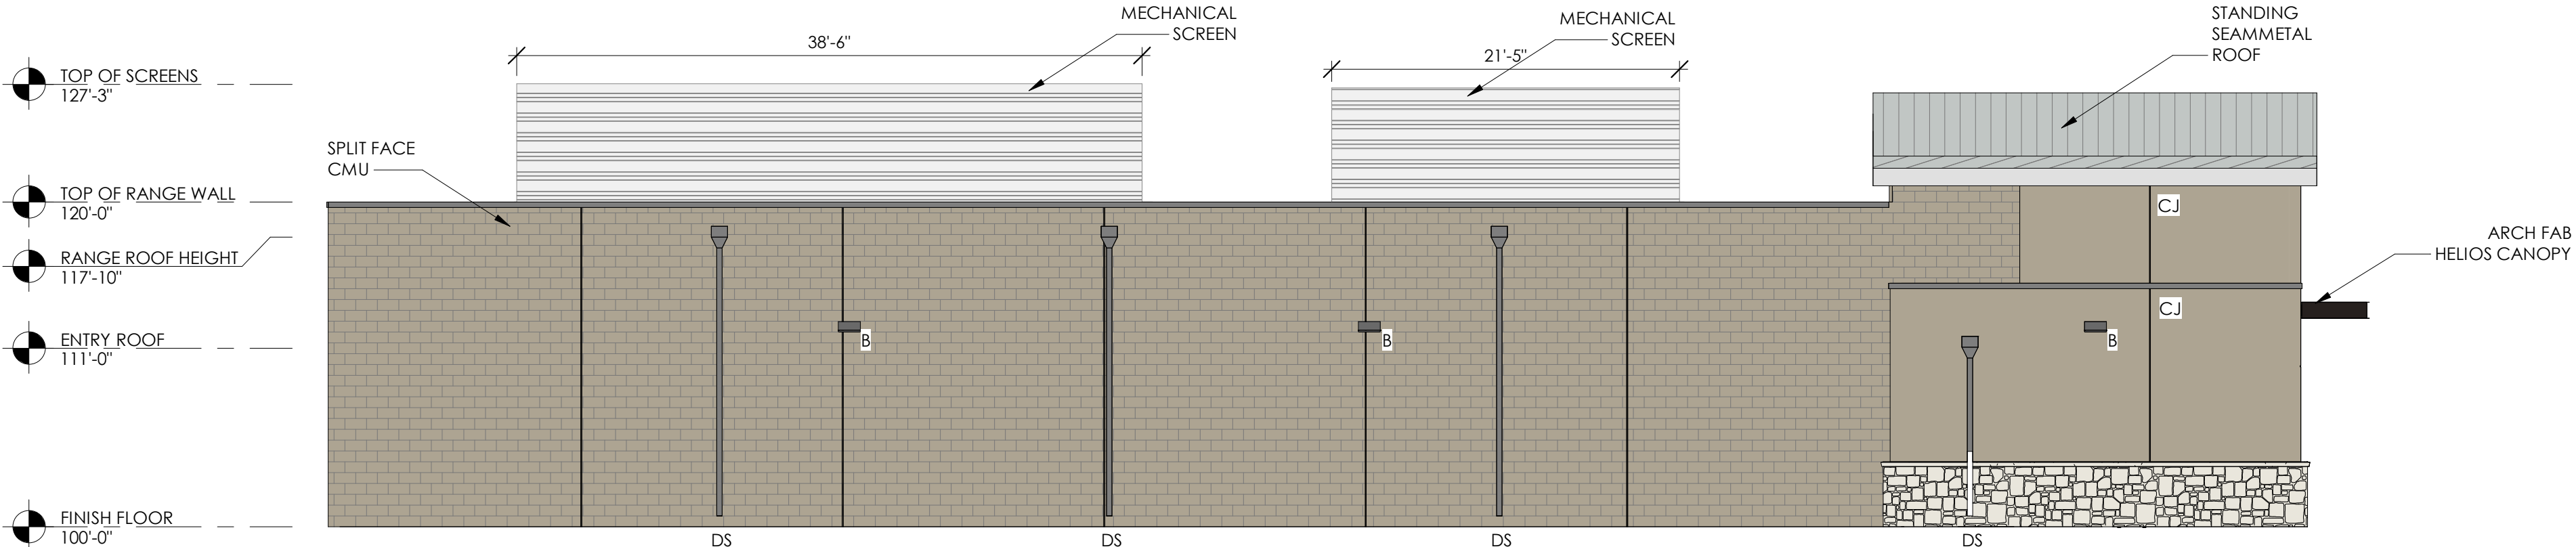 TOP OF SCREENS
127'-3"
TOP OF RANGE WALL
120'-0"
RANGE ROOF HEIGHT
117'-10"
ENTRY ROOF
111'-0"
FINISH FLOOR
100'-0"
SPLIT FACE
CMU
38'-6"
MECHANICAL
SCREEN
21'-5"
MECHANICAL
SCREEN
STANDING
SEAMMETAL
ROOF
CJ
ARCH FAB
HELIOS CANOPY
CJ
B
B
B
DS
DS
DS
DS